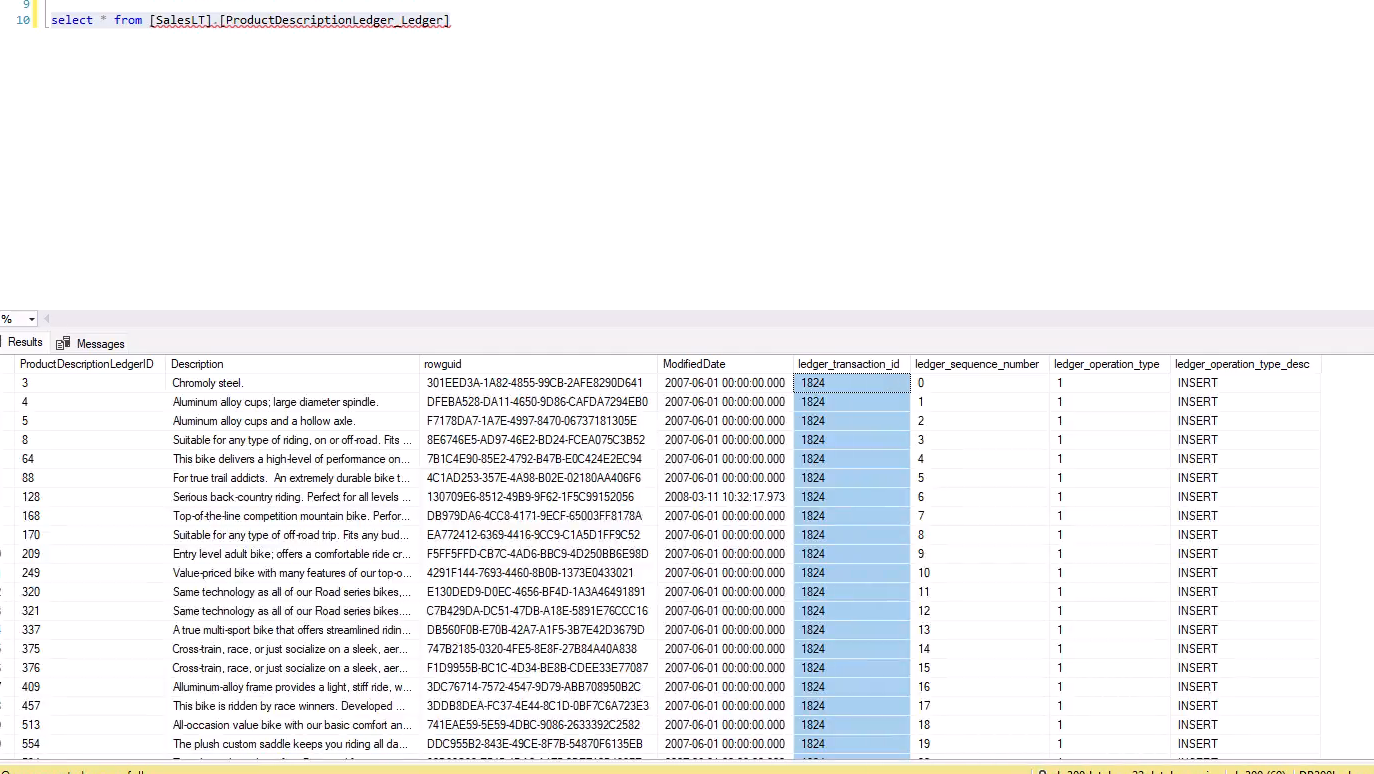 9
10 select * from [SalesLT].[ProductDescriptionLedger_Ledger]
%
Results Messages
ProductDescriptionLedgerID Description rowguid ModifiedDate ledger_transaction_id ledger_sequence_number ledger_operation_type ledger_operation_type_desc
3 Chromoly steel. 301EED3A-1A82-4855-99CB-2AFE8290D641 2007-06-01 00:00:00.000 1824 0 1 INSERT
4 Aluminum alloy cups; large diameter spindle. DFEBA528-DA11-4650-9D86-CAFDA7294EB0 2007-06-01 00:00:00.000 1824 1 1 INSERT
5 Aluminum alloy cups and a hollow axle. F7178DA7-1A7E-4997-8470-06737181305E 2007-06-01 00:00:00.000 1824 2 1 INSERT
8 Suitable for any type of riding, on or off-road. Fits ... 8E6746E5-AD97-46E2-BD24-FCEA075C3B52 2007-06-01 00:00:00.000 1824 3 1 INSERT
64 This bike delivers a high-level of performance on... 7B1C4E90-85E2-4792-B47B-E0C424E2EC94 2007-06-01 00:00:00.000 1824 4 1 INSERT
88 For true trail addicts.  An extremely durable bike t... 4C1AD253-357E-4A98-B02E-02180AA406F6 2007-06-01 00:00:00.000 1824 5 1 INSERT
128 Serious back-country riding. Perfect for all levels ... 130709E6-8512-49B9-9F62-1F5C99152056 2008-03-11 10:32:17.973 1824 6 1 INSERT
168 Top-of-the-line competition mountain bike. Perfor... DB979DA6-4CC8-4171-9ECF-65003FF8178A 2007-06-01 00:00:00.000 1824 7 1 INSERT
170 Suitable for any type of off-road trip. Fits any bud... EA772412-6369-4416-9CC9-C1A5D1FF9C52 2007-06-01 00:00:00.000 1824 8 1 INSERT
209 Entry level adult bike; offers a comfortable ride cr... F5FF5FFD-CB7C-4AD6-BBC9-4D250BB6E98D 2007-06-01 00:00:00.000 1824 9 1 INSERT
249 Value-priced bike with many features of our top-o... 4291F144-7693-4460-8B0B-1373E0433021 2007-06-01 00:00:00.000 1824 10 1 INSERT
320 Same technology as all of our Road series bikes,... E130DED9-D0EC-4656-BF4D-1A3A46491891 2007-06-01 00:00:00.000 1824 11 1 INSERT
321 Same technology as all of our Road series bikes.... C7B429DA-DC51-47DB-A18E-5891E76CCC16 2007-06-01 00:00:00.000 1824 12 1 INSERT
337 A true multi-sport bike that offers streamlined ridin... DB560F0B-E70B-42A7-A1F5-3B7E42D3679D 2007-06-01 00:00:00.000 1824 13 1 INSERT
375 Cross-train, race, or just socialize on a sleek, aer... 747B2185-0320-4FE5-8E8F-27B84A40A838 2007-06-01 00:00:00.000 1824 14 1 INSERT
376 Cross-train, race, or just socialize on a sleek, aer... F1D9955B-BC1C-4D34-BE8B-CDEE33E77087 2007-06-01 00:00:00.000 1824 15 1 INSERT
409 Alluminum-alloy frame provides a light, stiff ride, w... 3DC76714-7572-4547-9D79-ABB708950B2C 2007-06-01 00:00:00.000 1824 16 1 INSERT
457 This bike is ridden by race winners. Developed ... 3DDB8DEA-FC37-4E44-8C1D-0BF7C6A723E3 2007-06-01 00:00:00.000 1824 17 1 INSERT
513 All-occasion value bike with our basic comfort an... 741EAE59-5E59-4DBC-9086-2633392C2582 2007-06-01 00:00:00.000 1824 18 1 INSERT
554 The plush custom saddle keeps you riding all da... DDC955B2-843E-49CE-8F7B-54870F6135EB 2007-06-01 00:00:00.000 1824 19 1 INSERT